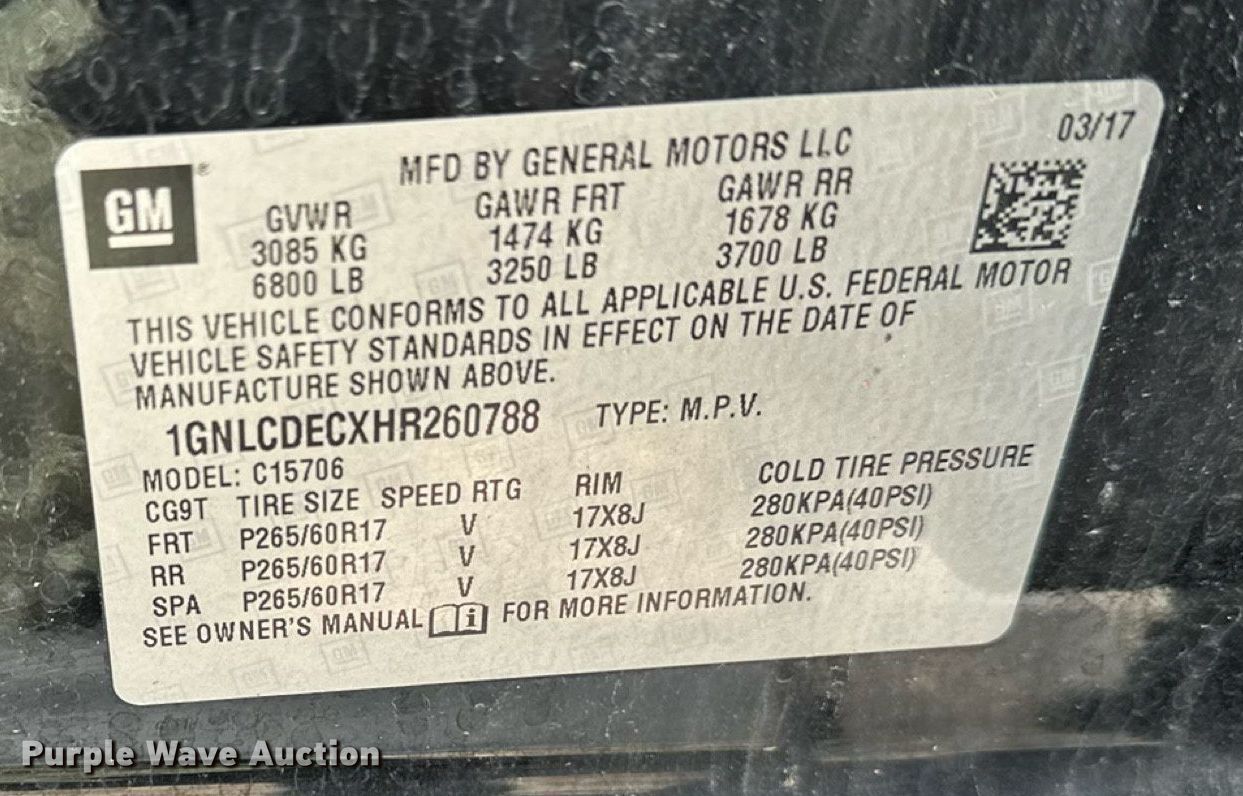 03/17
GM
MFD BY GENERAL MOTORS LLC
GVWR GAWR FRT GAWR RR
3085 KG 1474 KG 1678 KG
6800 LB 3250 LB 3700 LB
THIS VEHICLE CONFORMS TO ALL APPLICABLE U.S. FEDERAL MOTOR
VEHICLE SAFETY STANDARDS IN EFFECT ON THE DATE OF
MANUFACTURE SHOWN ABOVE.
1GNLCDECXHR260788 TYPE: M.P.V.
MODEL: C15706
CG9T TIRE SIZE SPEED RTG RIM COLD TIRE PRESSURE
FRT P265/60R17 V 17X8J 280KPA(40PSI)
RR P265/60R17 V 17X8J 280KPA(40PSI)
SPA P265/60R17 V 17X8J 280KPA(40PSI)
SEE OWNER'S MANUAL i FOR MORE INFORMATION.
Purple Wave Auction